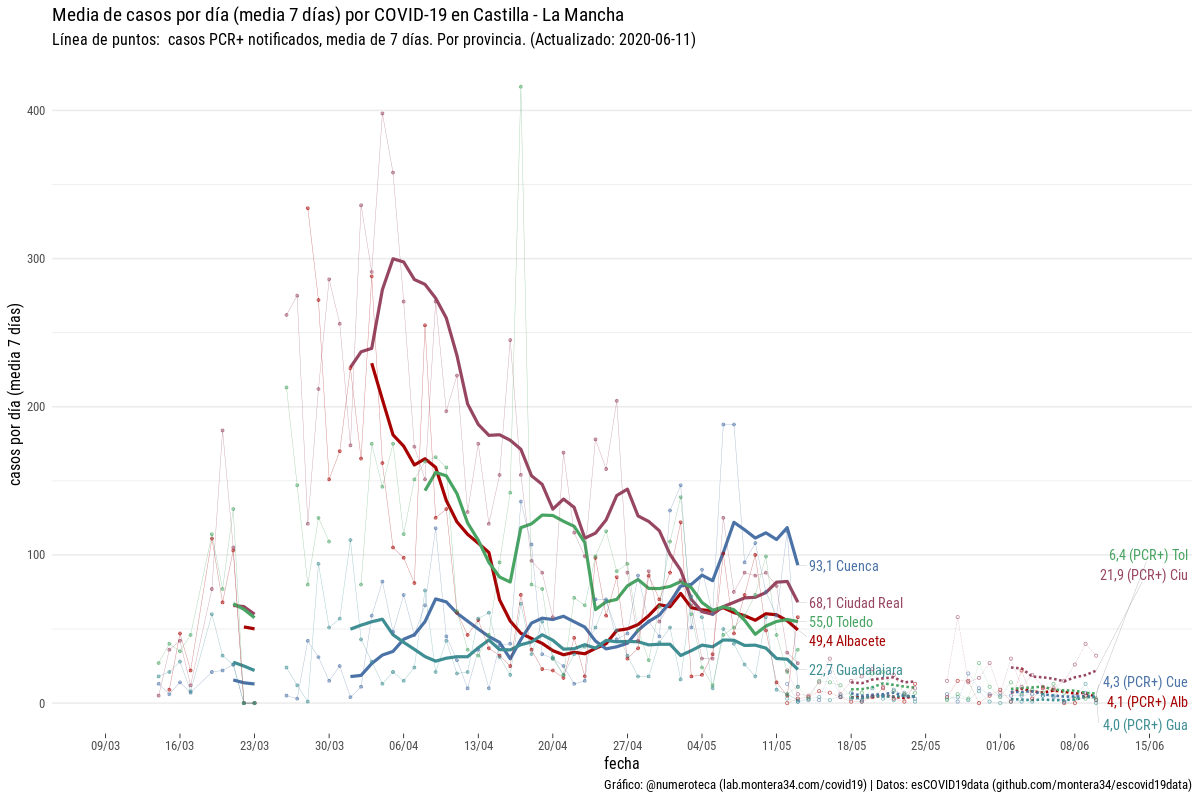 Media de casos por día (media 7 días) por COVID-19 en Castilla - La Mancha
Línea de puntos:  casos PCR+ notificados, media de 7 días. Por provincia. (Actualizado: 2020-06-11)
casos por día (media 7 días)
400
300
200
100
0
6,4 (PCR+) Tol
21,9 (PCR+) Ciu
93,1 Cuenca
68,1 Ciudad Real
55,0 Toledo
49,4 Albacete
22,7 Guadalajara
4,3 (PCR+) Cue
4,1 (PCR+) Alb
4,0 (PCR+) Gua
09/03 16/03 23/03 30/03 06/04 13/04 20/04 27/04 04/05 11/05 18/05 25/05 01/06 08/06 15/06
fecha
Gráfico: @numeroteca (lab.montera34.com/covid19) | Datos: esCOVID19data (github.com/montera34/escovid19data)